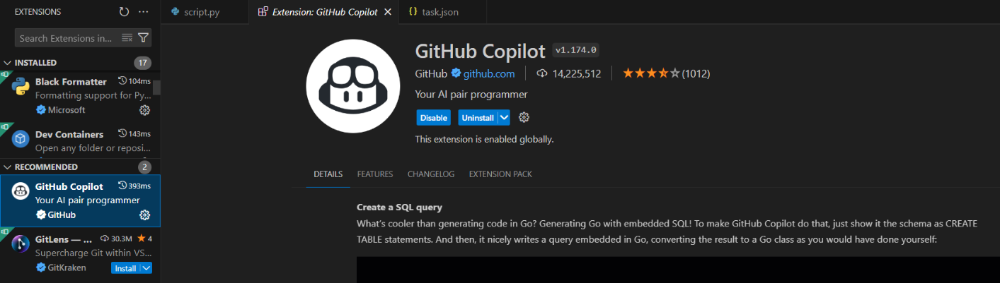 EXTENSIONS
Search Extensions in...
INSTALLED 17
Black Formatter 104ms
Formatting support for Py...
Microsoft
Dev Containers 143ms
Open any folder or reposi...
RECOMMENDED 2
GitHub Copilot 393ms
Your AI pair programmer
GitHub
GitLens — ... 30.3M 4
Supercharge Git within VS...
GitKraken Install
script.py Extension: GitHub Copilot task.json
GitHub Copilot v1.174.0
GitHub github.com 14,225,512 (1012)
Your AI pair programmer
Disable Uninstall
This extension is enabled globally.
DETAILS FEATURES CHANGELOG EXTENSION PACK
Create a SQL query
What's cooler than generating code in Go? Generating Go with embedded SQL! To make GitHub Copilot do that, just show it the schema as CREATE
TABLE statements. And then, it nicely writes a query embedded in Go, converting the result to a Go class as you would have done yourself: